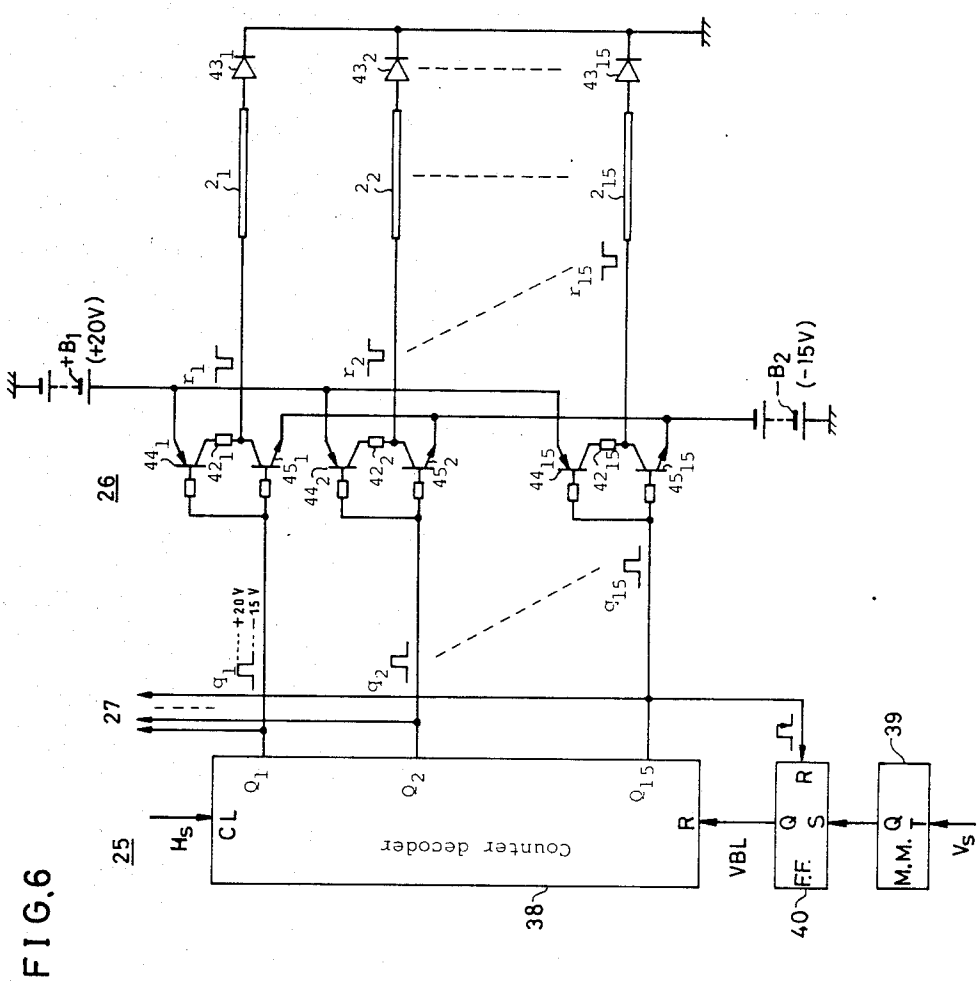 FIG.6
25
Hs
CL
Q1
Q2
Q15
R
Counter decoder
38
VBL
Q
S
R
F.F.
40
Q
T
M.M.
39
Vs
27
q1
+20V
-15V
q2
q15
26
441
421
451
442
422
452
4415
4215
4515
+B1
(+20V)
-B2
(-15V)
r1
r2
r15
21
22
215
431
432
4315